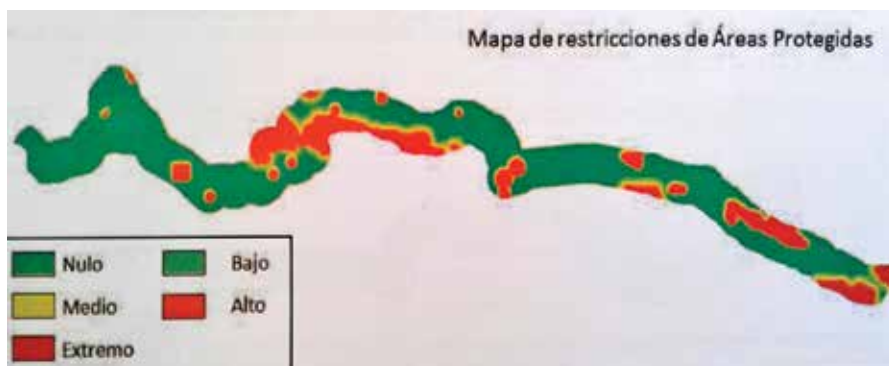 Mapa de restricciones de Áreas Protegidas
Nulo
Bajo
Medio
Alto
Extremo